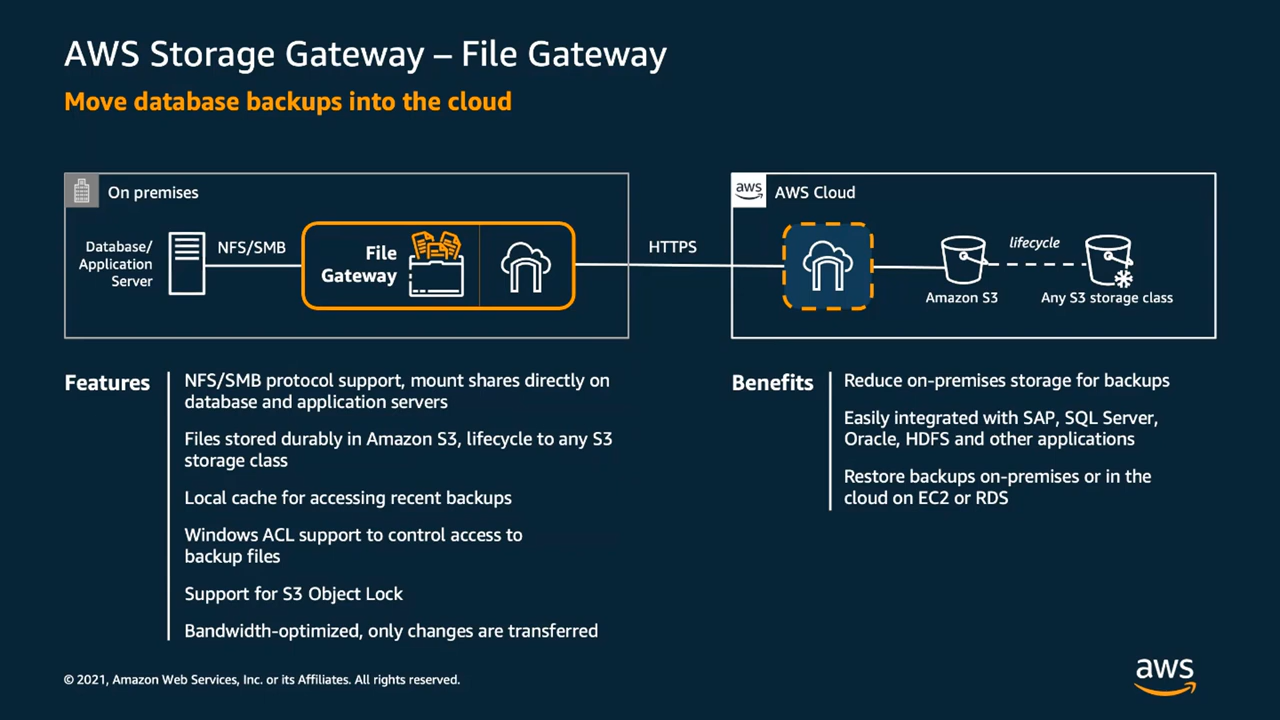 AWS Storage Gateway – File Gateway
Move database backups into the cloud
On premises
Database/
Application
Server
NFS/SMB
File
Gateway
HTTPS
aws
AWS Cloud
lifecycle
Amazon S3
Any S3 storage class
Features
NFS/SMB protocol support, mount shares directly on
database and application servers
Files stored durably in Amazon S3, lifecycle to any S3
storage class
Local cache for accessing recent backups
Windows ACL support to control access to
backup files
Support for S3 Object Lock
Bandwidth-optimized, only changes are transferred
Benefits
Reduce on-premises storage for backups
Easily integrated with SAP, SQL Server,
Oracle, HDFS and other applications
Restore backups on-premises or in the
cloud on EC2 or RDS
© 2021, Amazon Web Services, Inc. or its Affiliates. All rights reserved.
aws